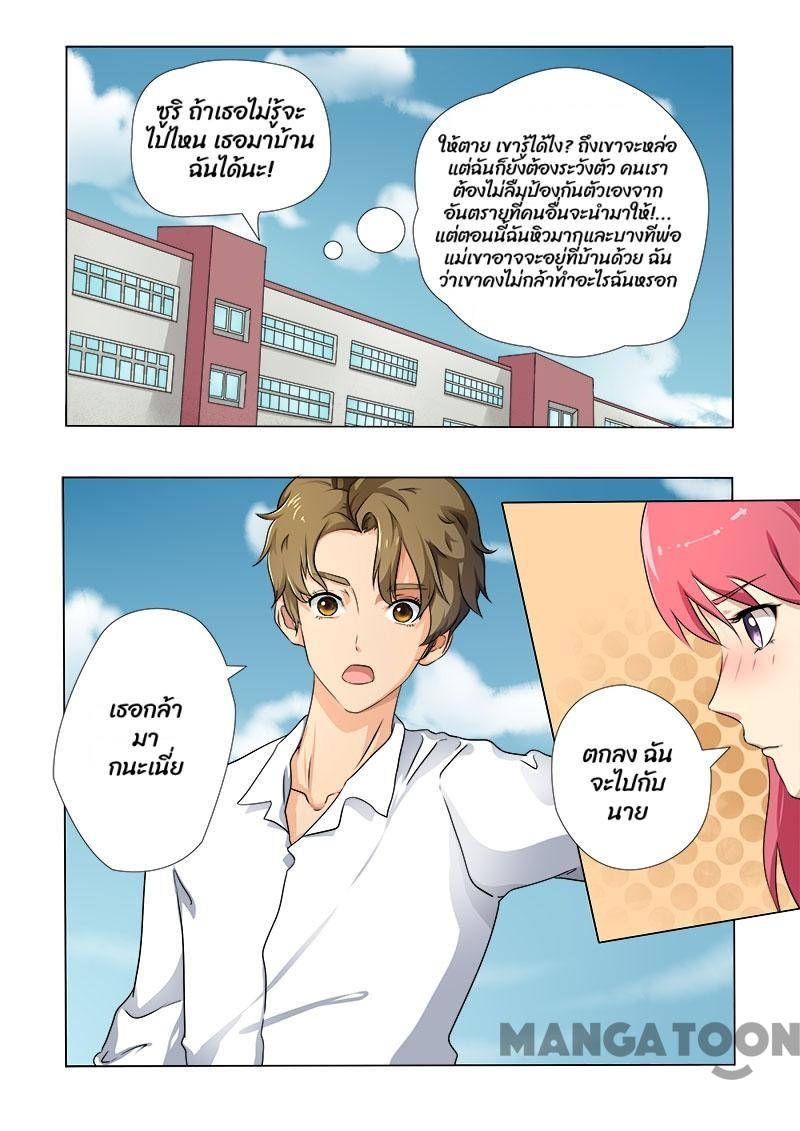 ซูริ ถ้าเธอไม่รู้จะ
ไปไหน เธอมาบ้าน
ฉันได้นะ!
ให้ตาย เขารู้ได้ไง? ถึงเขาจะหล่อ
แต่ฉันก็ยังต้องระวังตัว คนเรา
ต้องไม่ลืมป้องกันตัวเองจาก
อันตรายที่คนอื่นจะนำมาให้!...
แต่ตอนนี้ฉันหิวมากและบางทีพ่อ
แม่เขาอาจจะอยู่ที่บ้านด้วย ฉัน
ว่าเขาคงไม่กล้าทำอะไรฉันหรอก
เธอกล้า
มา
กนะเนี่ย
ตกลง ฉัน
จะไปกับ
นาย
MANGATOON